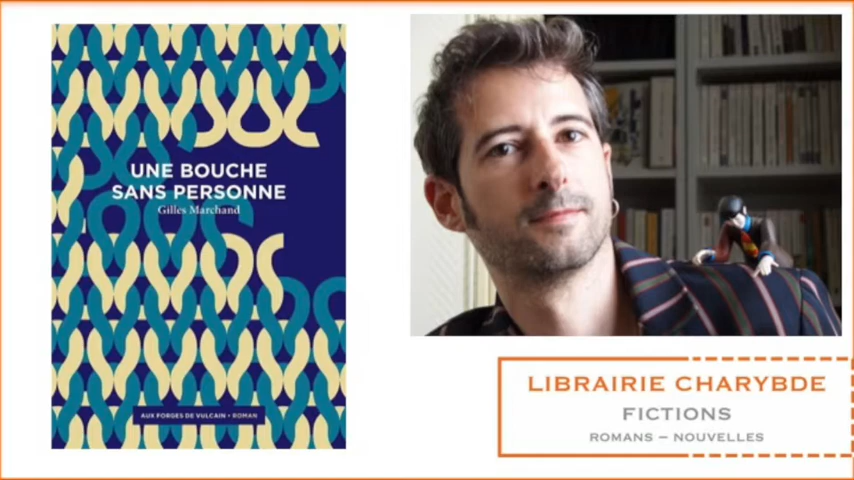 UNE BOUCHE
SANS PERSONNE
Gilles Marchand
AUX FORGES DE VULCAIN • ROMAN
LIBRAIRIE CHARYBDE
FICTIONS
ROMANS – NOUVELLES